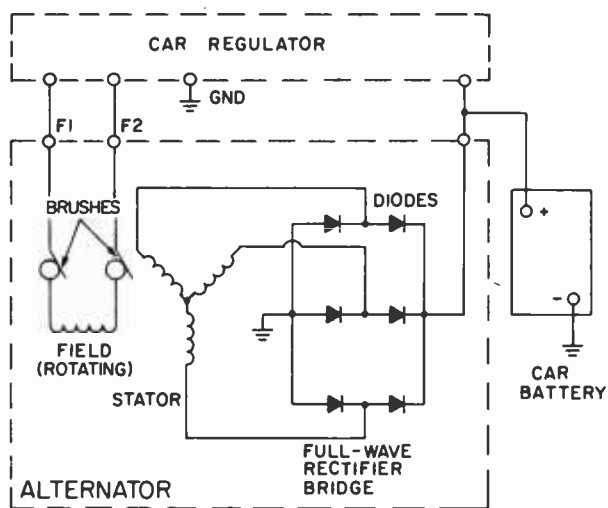 CAR REGULATOR
GND
F1
F2
BRUSHES
DIODES
+
-
FIELD
(ROTATING)
STATOR
CAR
BATTERY
FULL-WAVE
RECTIFIER
BRIDGE
ALTERNATOR